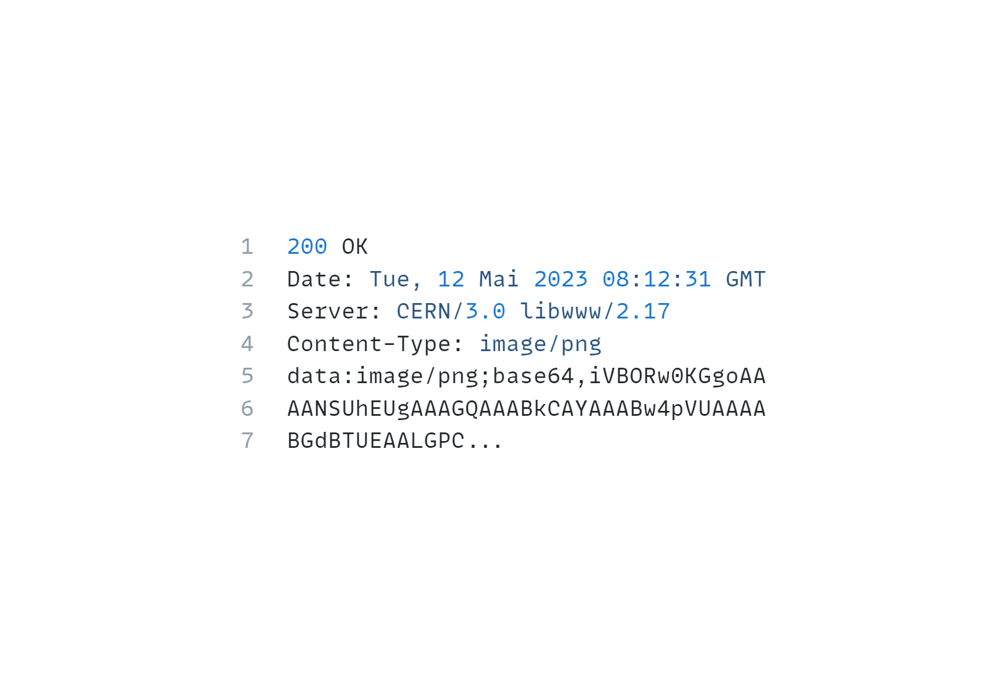 1 200 OK
2 Date: Tue, 12 Mai 2023 08:12:31 GMT
3 Server: CERN/3.0 libwww/2.17
4 Content-Type: image/png
5 data:image/png;base64,iVBORw0KGgoAA
6 AANSUhEUgAAAGQAAABkCAYAAABw4pVUAAAA
7 BGdBTUEAALGPC...